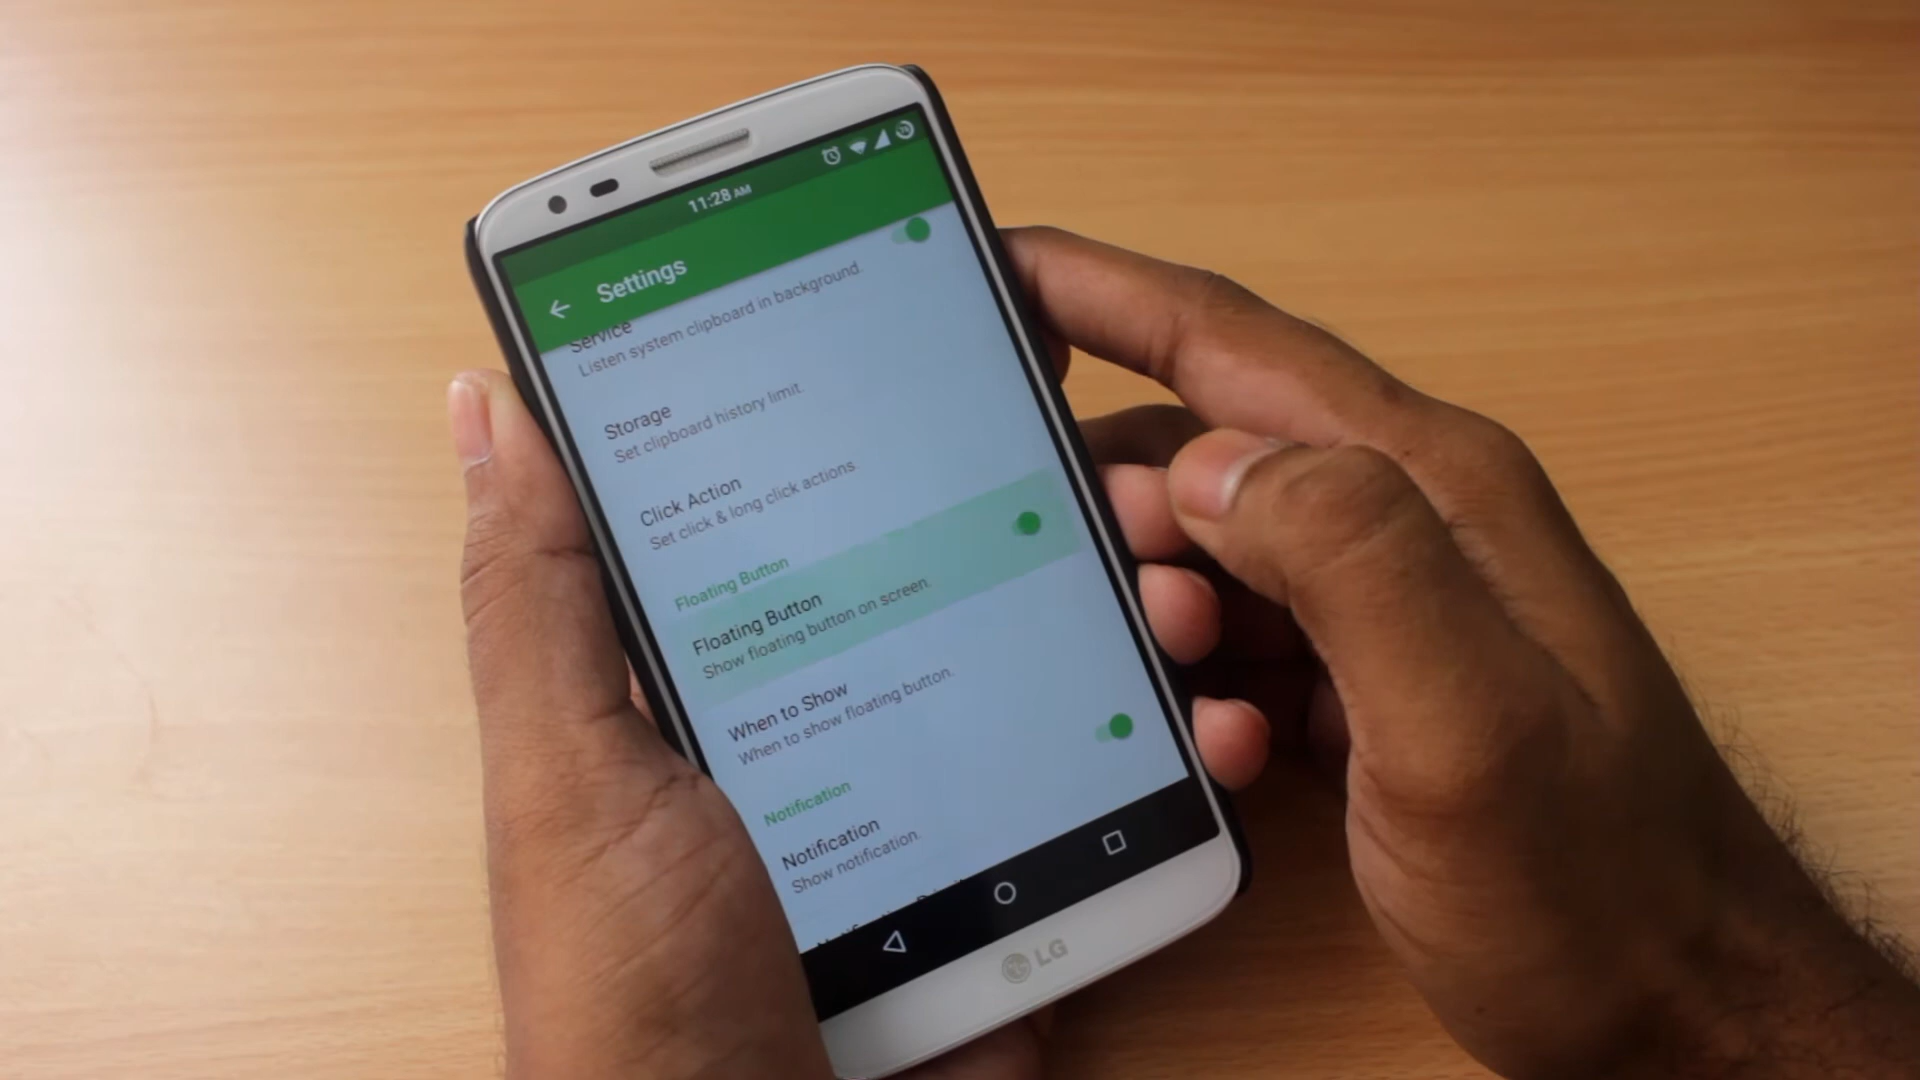 11:28 AM
Settings
Service
Listen system clipboard in background.
Storage
Set clipboard history limit.
Click Action
Set click & long click actions
Floating Button
Floating Button
Show floating button on screen.
When to Show
When to show floating button.
Notification
Notification
Show notification.
LG